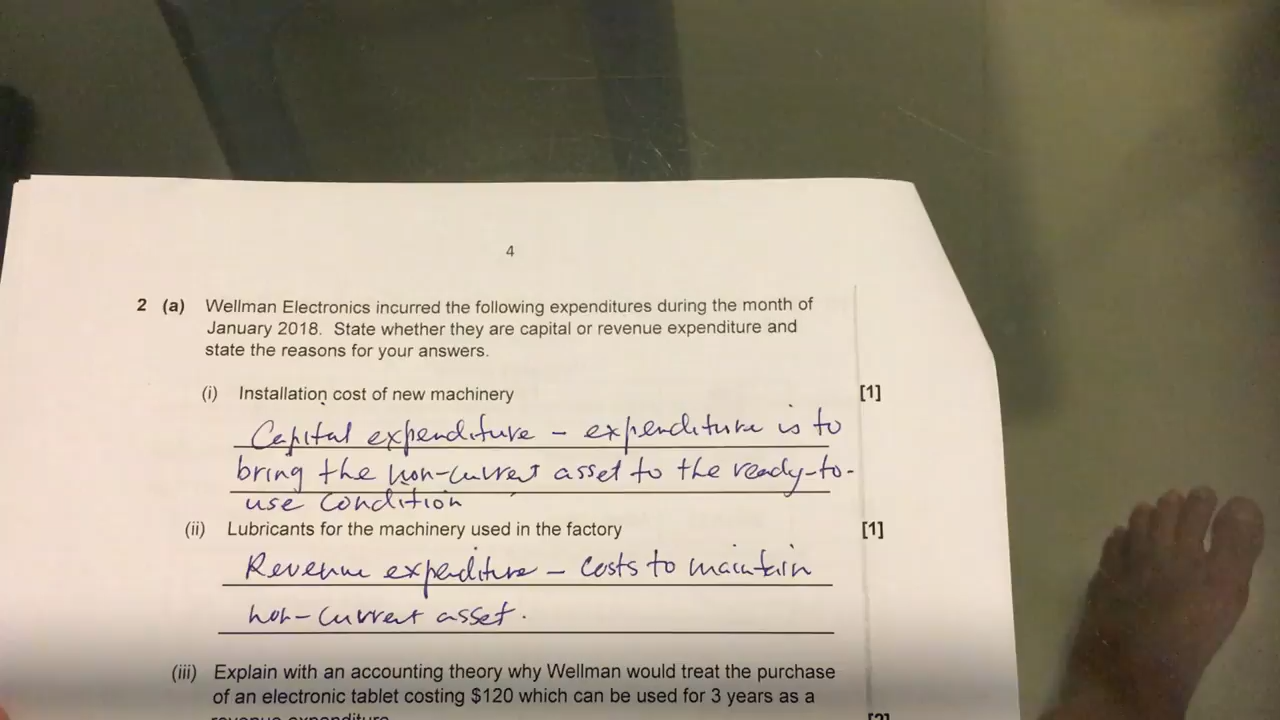 4
2 (a) Wellman Electronics incurred the following expenditures during the month of
January 2018. State whether they are capital or revenue expenditure and
state the reasons for your answers.
(i) Installation cost of new machinery [1]
Capital expenditure – expenditure is to
bring the non-current asset to the ready-to-
use condition
(ii) Lubricants for the machinery used in the factory [1]
Revenue expenditure – costs to maintain
non-current asset.
(iii) Explain with an accounting theory why Wellman would treat the purchase
of an electronic tablet costing $120 which can be used for 3 years as a
revenue expenditure [2]